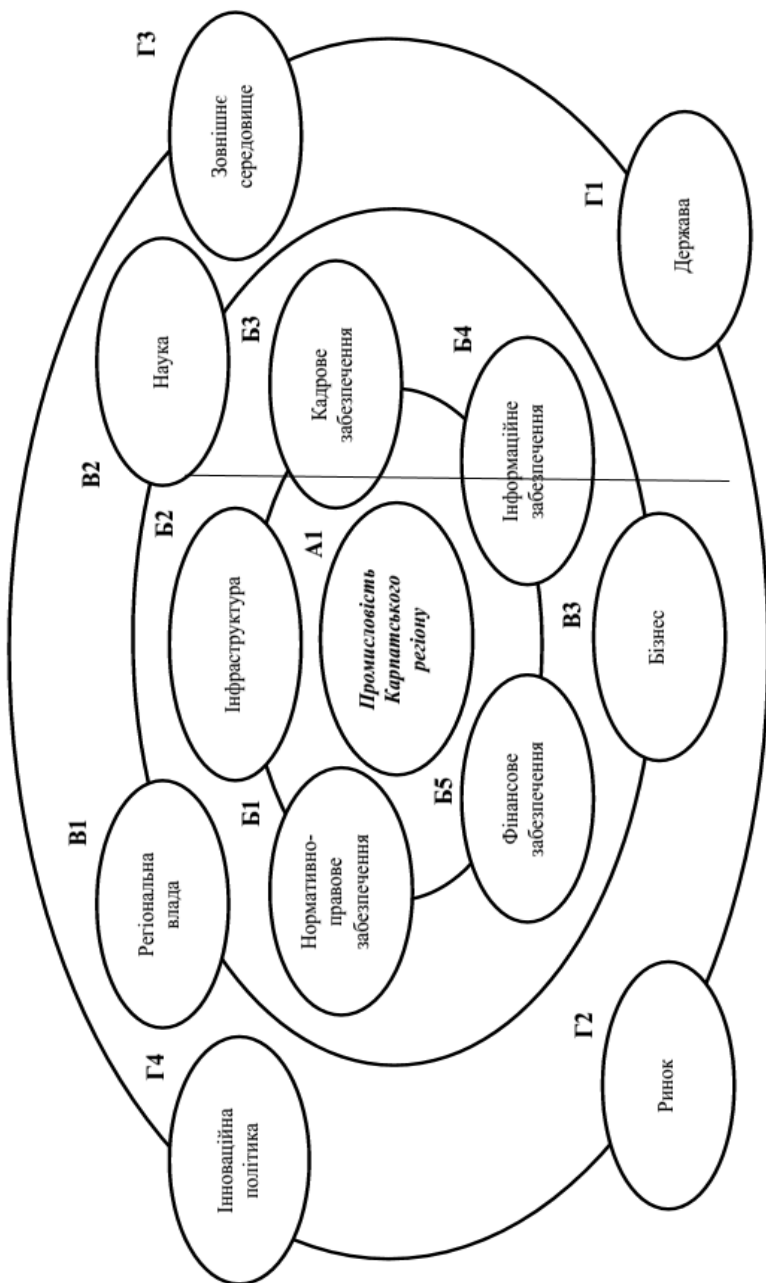 Г4
Інноваційна
політика
В1
Регіональна
влада
В2
Наука
Г3
Зовнішнє
середовище
Б1
Нормативно-
правове
забезпечення
Б2
Інфраструктура
Б3
Кадрове
забезпечення
А1
Промисловість
Карпатського
регіону
Б5
Фінансове
забезпечення
Б4
Інформаційне
забезпечення
Г2
Ринок
В3
Бізнес
Г1
Держава